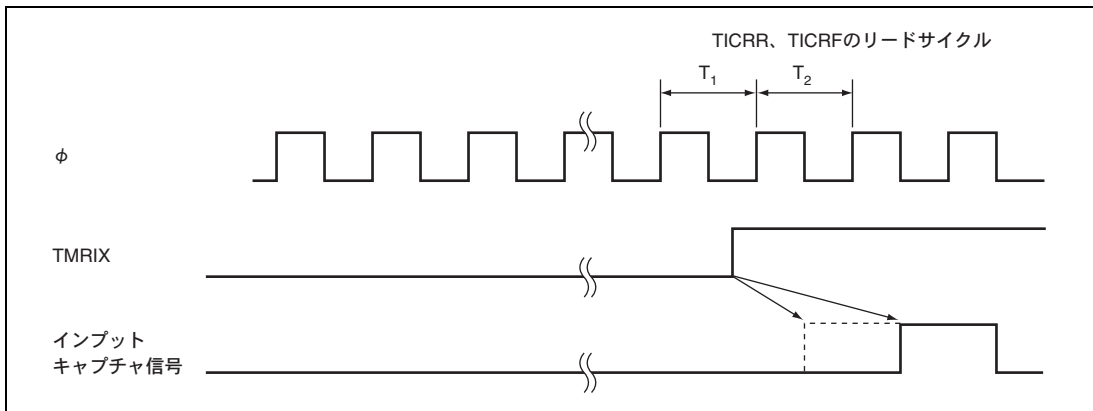 TICRR、TICRFのリードサイクル
T1 T2
φ
TMRIX
インプット
キャプチャ信号